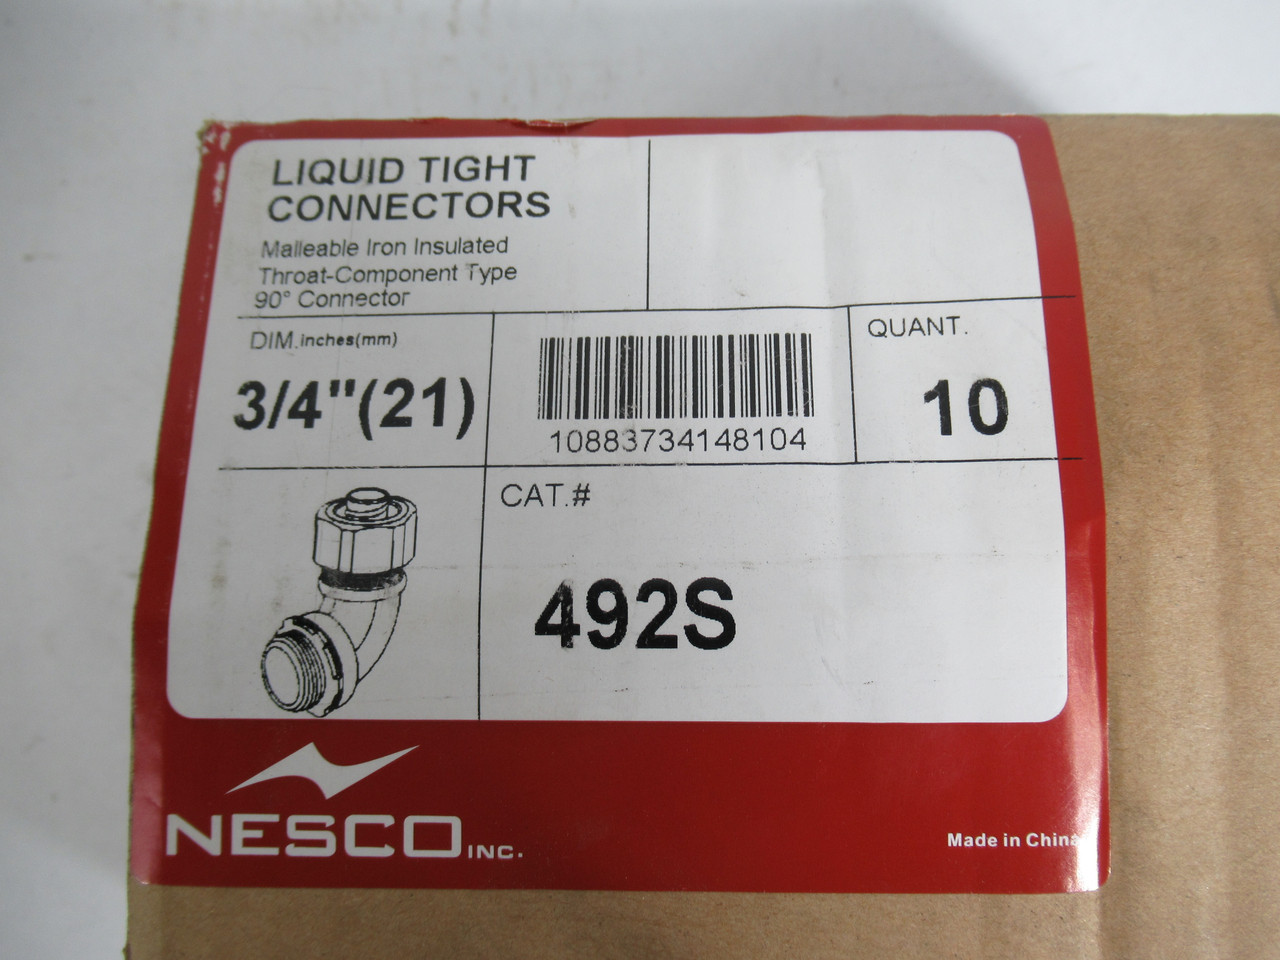 LIQUID TIGHT
CONNECTORS
Malleable Iron Insulated
Throat-Component Type
90° Connector
DIM.inches(mm)
3/4"(21)
10883734148104
QUANT.
10
CAT.#
492S
NESCO INC.
Made in China